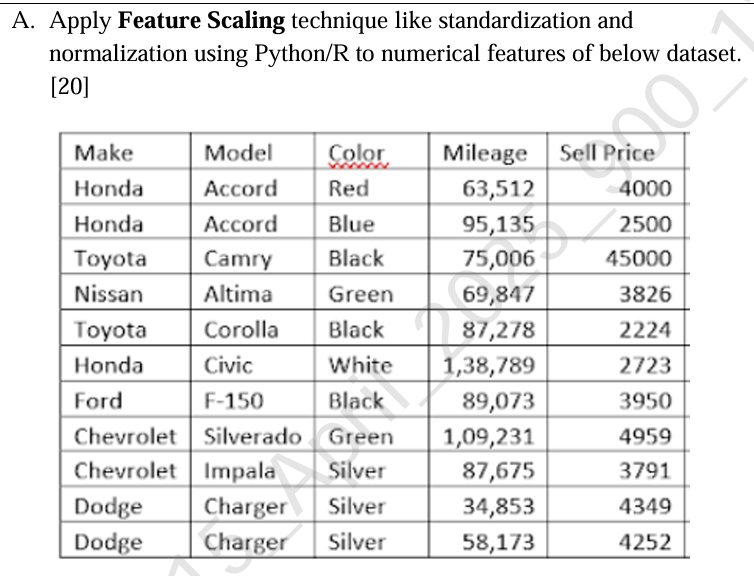 A. Apply Feature Scaling technique like standardization and
normalization using Python/R to numerical features of below dataset.
[20]
Make Model Color Mileage Sell Price
Honda Accord Red 63,512 4000
Honda Accord Blue 95,135 2500
Toyota Camry Black 75,006 45000
Nissan Altima Green 69,847 3826
Toyota Corolla Black 87,278 2224
Honda Civic White 1,38,789 2723
Ford F-150 Black 89,073 3950
Chevrolet Silverado Green 1,09,231 4959
Chevrolet Impala Silver 87,675 3791
Dodge Charger Silver 34,853 4349
Dodge Charger Silver 58,173 4252
15_April_2025_900_1